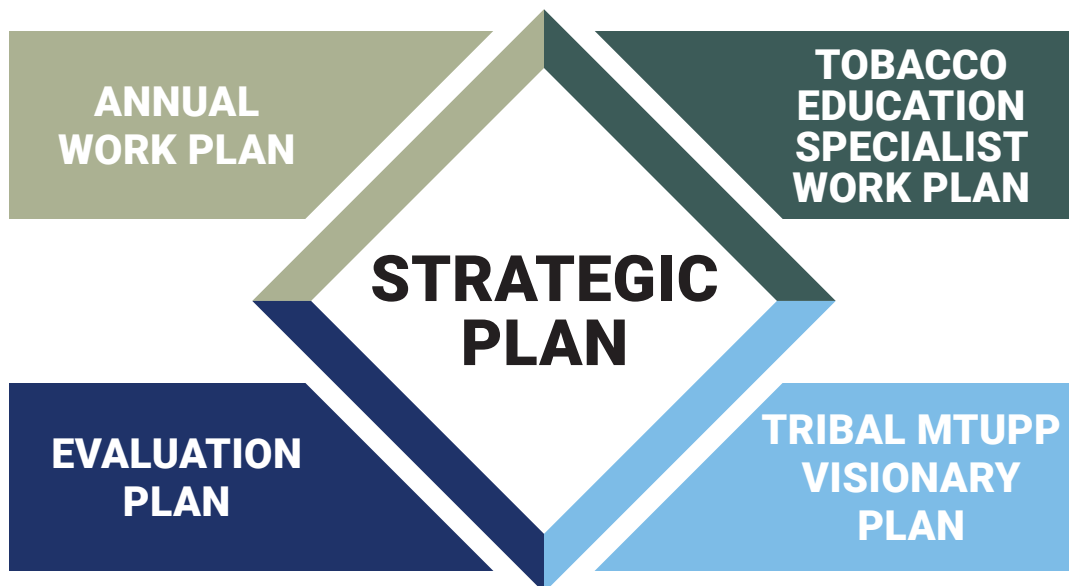 ANNUAL
WORK PLAN
TOBACCO
EDUCATION
SPECIALIST
WORK PLAN
STRATEGIC
PLAN
EVALUATION
PLAN
TRIBAL MTUPP
VISIONARY
PLAN